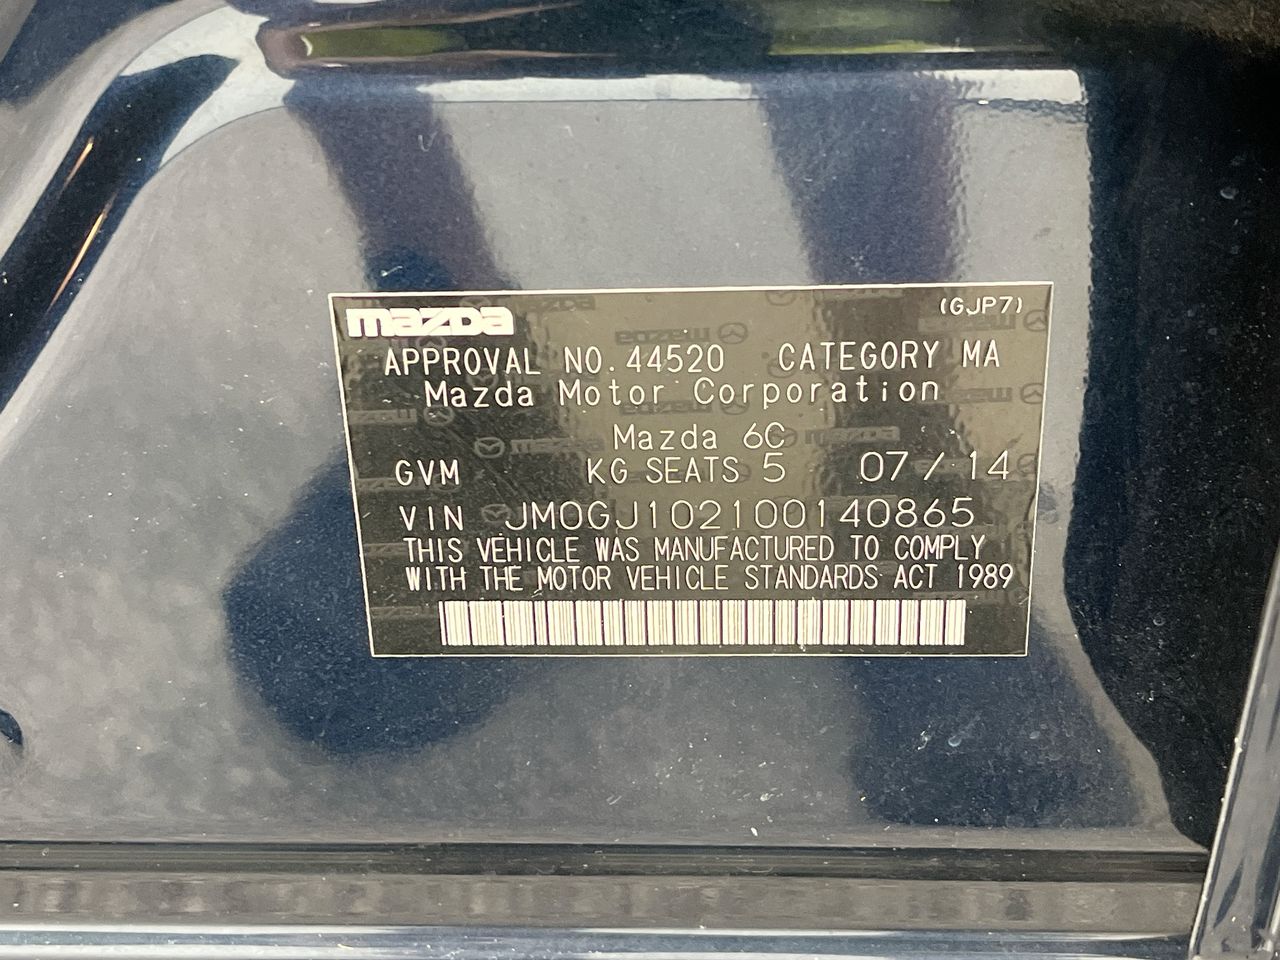 mazda (GJP7)
APPROVAL NO. 44520 CATEGORY MA
Mazda Motor Corporation
Mazda 6C
GVM KG SEATS 5 07 / 14
VIN JM0GJ102100140865
THIS VEHICLE WAS MANUFACTURED TO COMPLY
WITH THE MOTOR VEHICLE STANDARDS ACT 1989